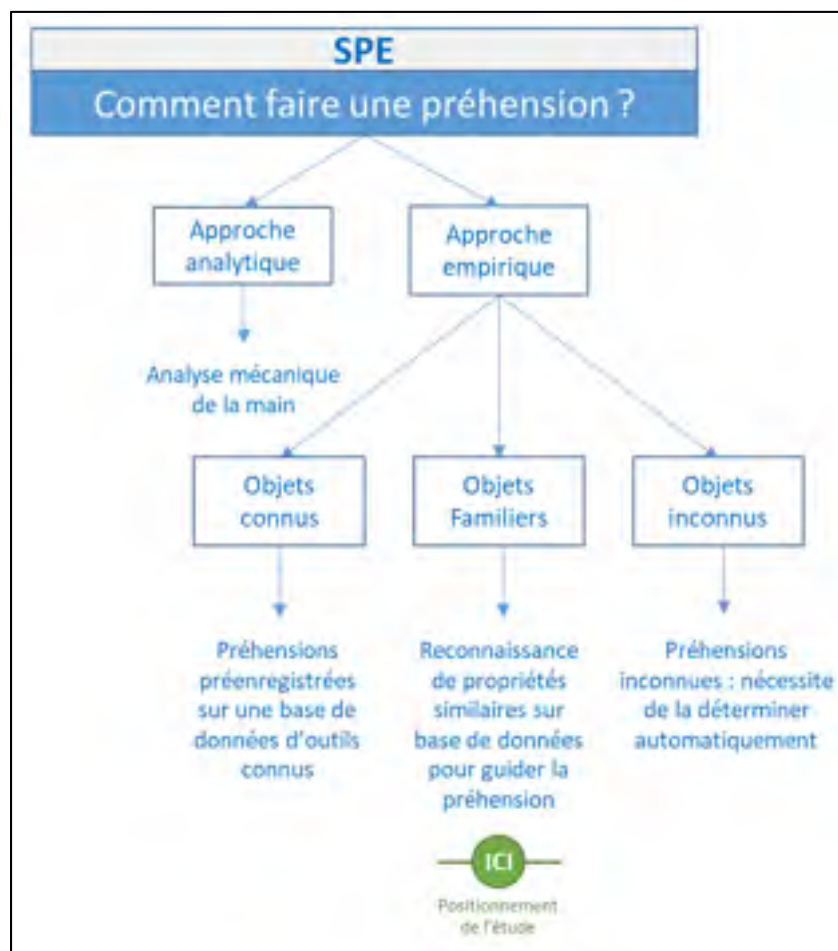 SPE
Comment faire une préhension ?
Approche
analytique
Approche
empirique
Analyse mécanique
de la main
Objets
connus
Objets
Familiers
Objets
inconnus
Préhensions
préenregistrées
sur une base de
données d'outils
connus
Reconnaissance
de propriétés
similaires sur
base de données
pour guider la
préhension
Préhensions
inconnues : nécessite
de la déterminer
automatiquement
ICI
Positionnement
de l'étude